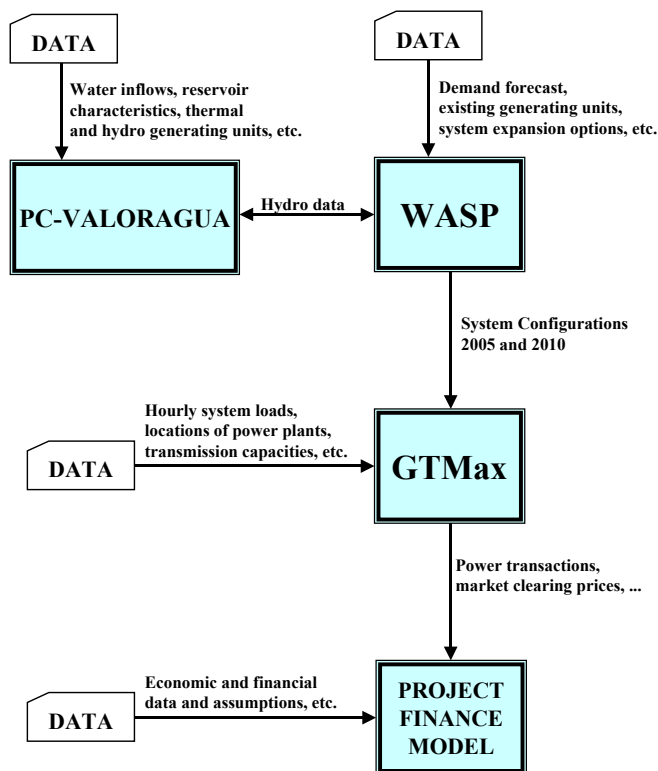 DATA
DATA
Water inflows, reservoir
characteristics, thermal
and hydro generating units, etc.
Demand forecast,
existing generating units,
system expansion options, etc.
PC-VALORAGUA
Hydro data
WASP
System Configurations
2005 and 2010
Hourly system loads,
locations of power plants,
transmission capacities, etc.
DATA
GTMax
Power transactions,
market clearing prices, ...
Economic and financial
data and assumptions, etc.
DATA
PROJECT
FINANCE
MODEL